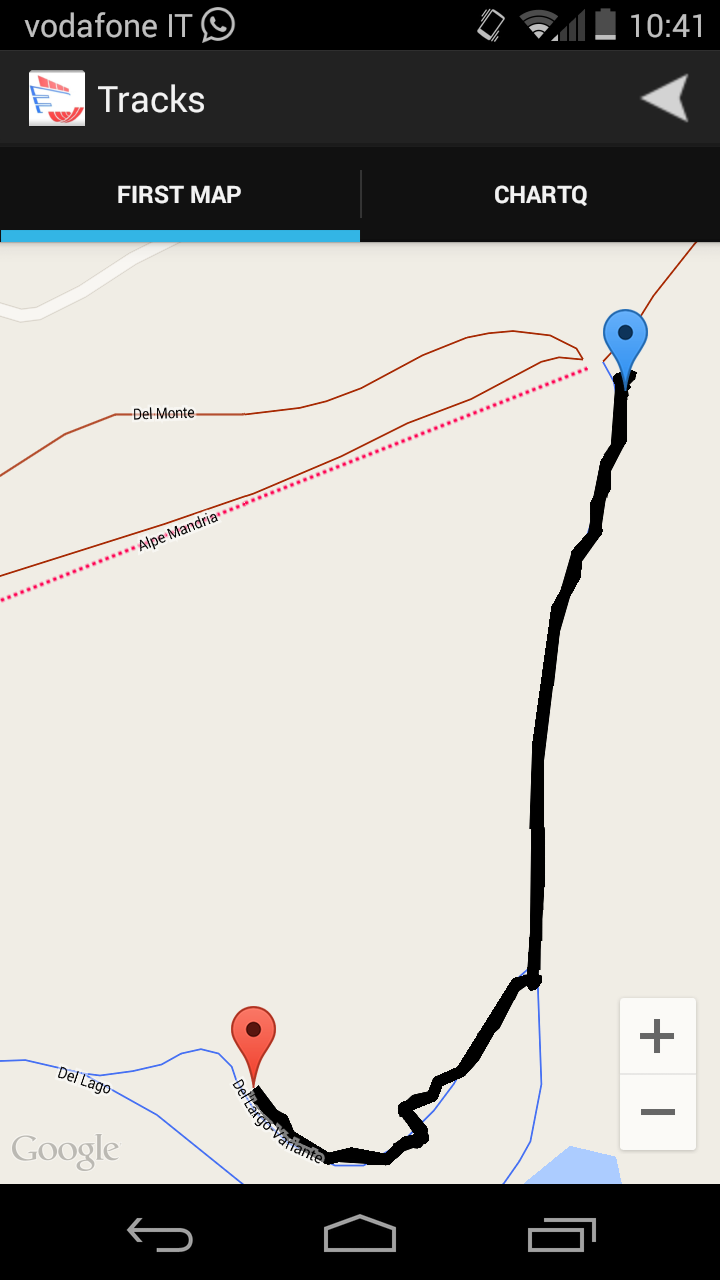 vodafone IT 10:41
Tracks
FIRST MAP CHARTQ
Del Monte
Alpe Mandria
Del Lago
Del Largo Variante
Google